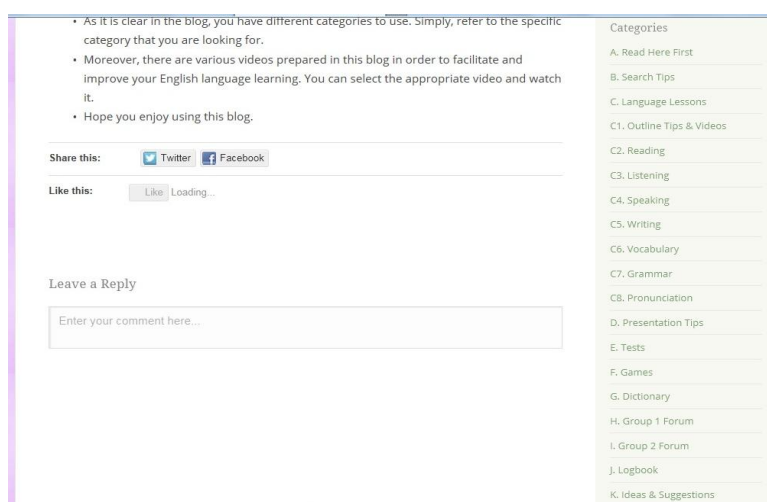 • As it is clear in the blog, you have different categories to use. Simply, refer to the specific
category that you are looking for.
• Moreover, there are various videos prepared in this blog in order to facilitate and
improve your English language learning. You can select the appropriate video and watch
it.
• Hope you enjoy using this blog.
Share this:
Twitter
Facebook
Like this:
Like
Loading...
Leave a Reply
Enter your comment here...
Categories
A. Read Here First
B. Search Tips
C. Language Lessons
C1. Outline Tips & Videos
C2. Reading
C3. Listening
C4. Speaking
C5. Writing
C6. Vocabulary
C7. Grammar
C8. Pronunciation
D. Presentation Tips
E. Tests
F. Games
G. Dictionary
H. Group 1 Forum
I. Group 2 Forum
J. Logbook
K. Ideas & Suggestions